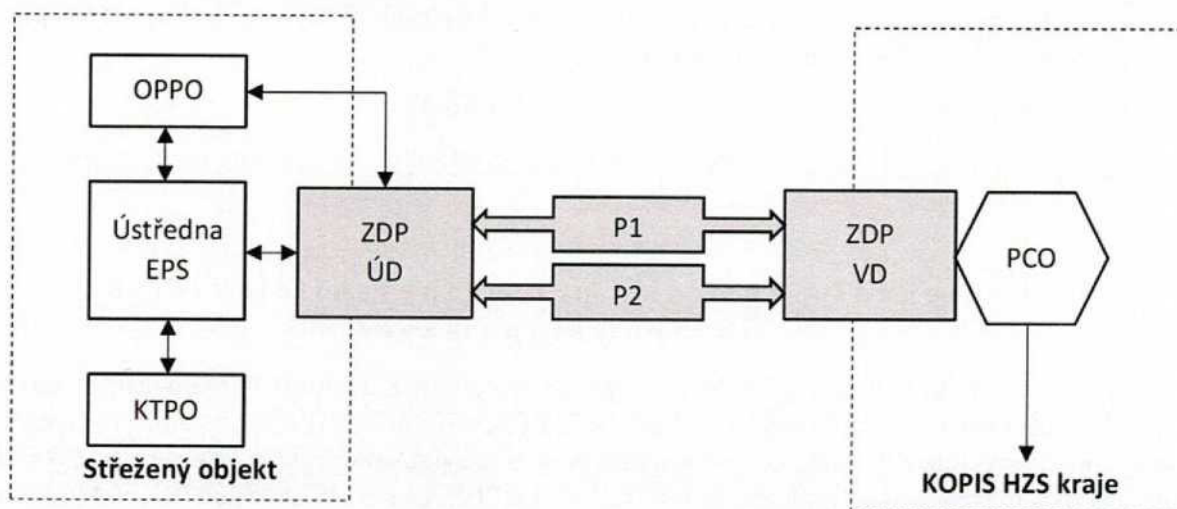 OPPO
Ústředna
EPS
KTPO
Střežený objekt
ZDP
ÚD
P1
P2
ZDP
VD
PCO
KOPIS HZS kraje